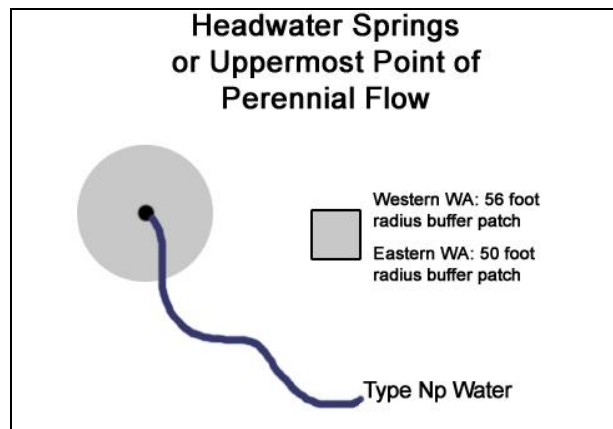 Headwater Springs
or Uppermost Point of
Perennial Flow
Western WA: 56 foot
radius buffer patch
Eastern WA: 50 foot
radius buffer patch
Type Np Water